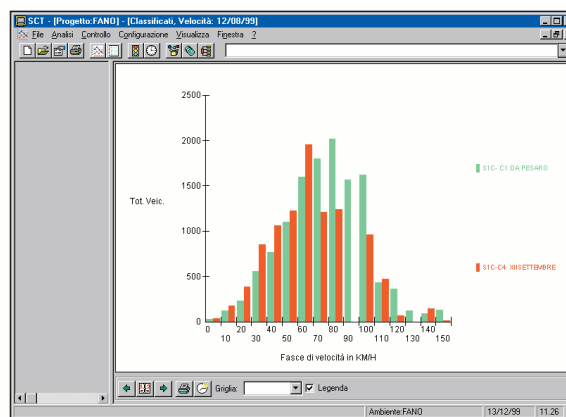 SCT - [Progetto:FANO] - [Classificati, Velocità: 12/08/99]
File Analisi Controllo Configurazione Visualizza Finestra ?
2500
2000
1500
1000
500
0
Tot. Veic.
0 20 40 60 80 100 120 140
10 30 50 70 90 110 130 150
Fasce di velocità in KM/H
S1C- C1 DA PESARO
S1C-C4 XIISETTEMBRE
Griglia: Legenda
Ambiente:FANO 13/12/99 11.26